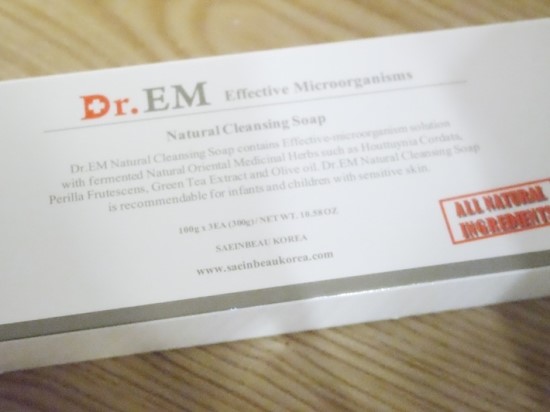 Dr.EM Effective Microorganisms
Natural Cleansing Soap
Dr.EM Natural Cleansing Soap contains Effective-microorganism solution
with fermented Natural Oriental Medicinal Herbs such as Houttuynia Cordats,
Perilla Frutescens, Green Tea Extract and Olive oil. Dr.EM Natural Cleansing Soap
is recommendable for infants and children with sensitive skin.
100g x 3EA (300g)/ NET WT. 10.58 OZ
SAEINBEAU KOREA
www.saeinbeaukorea.com
ALL NATURAL
INGREDIENTS